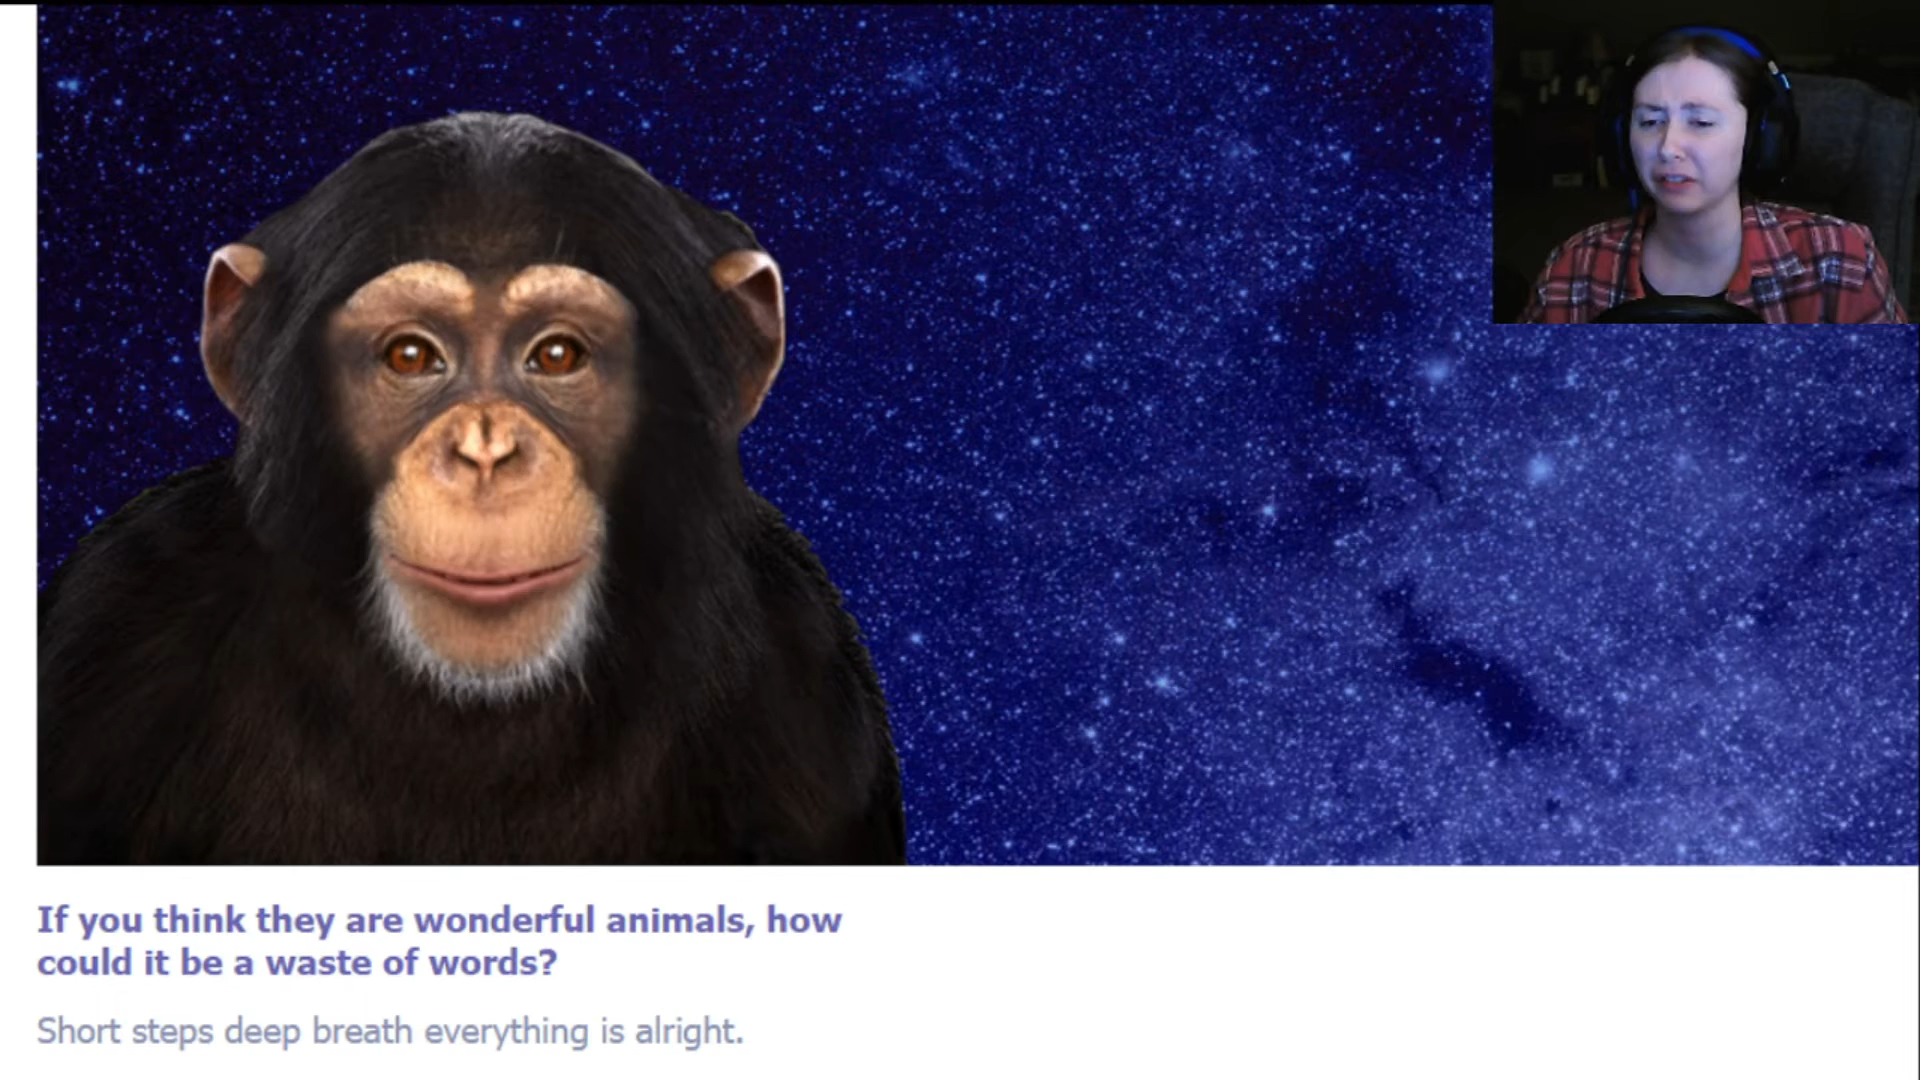 If you think they are wonderful animals, how
could it be a waste of words?
Short steps deep breath everything is alright.